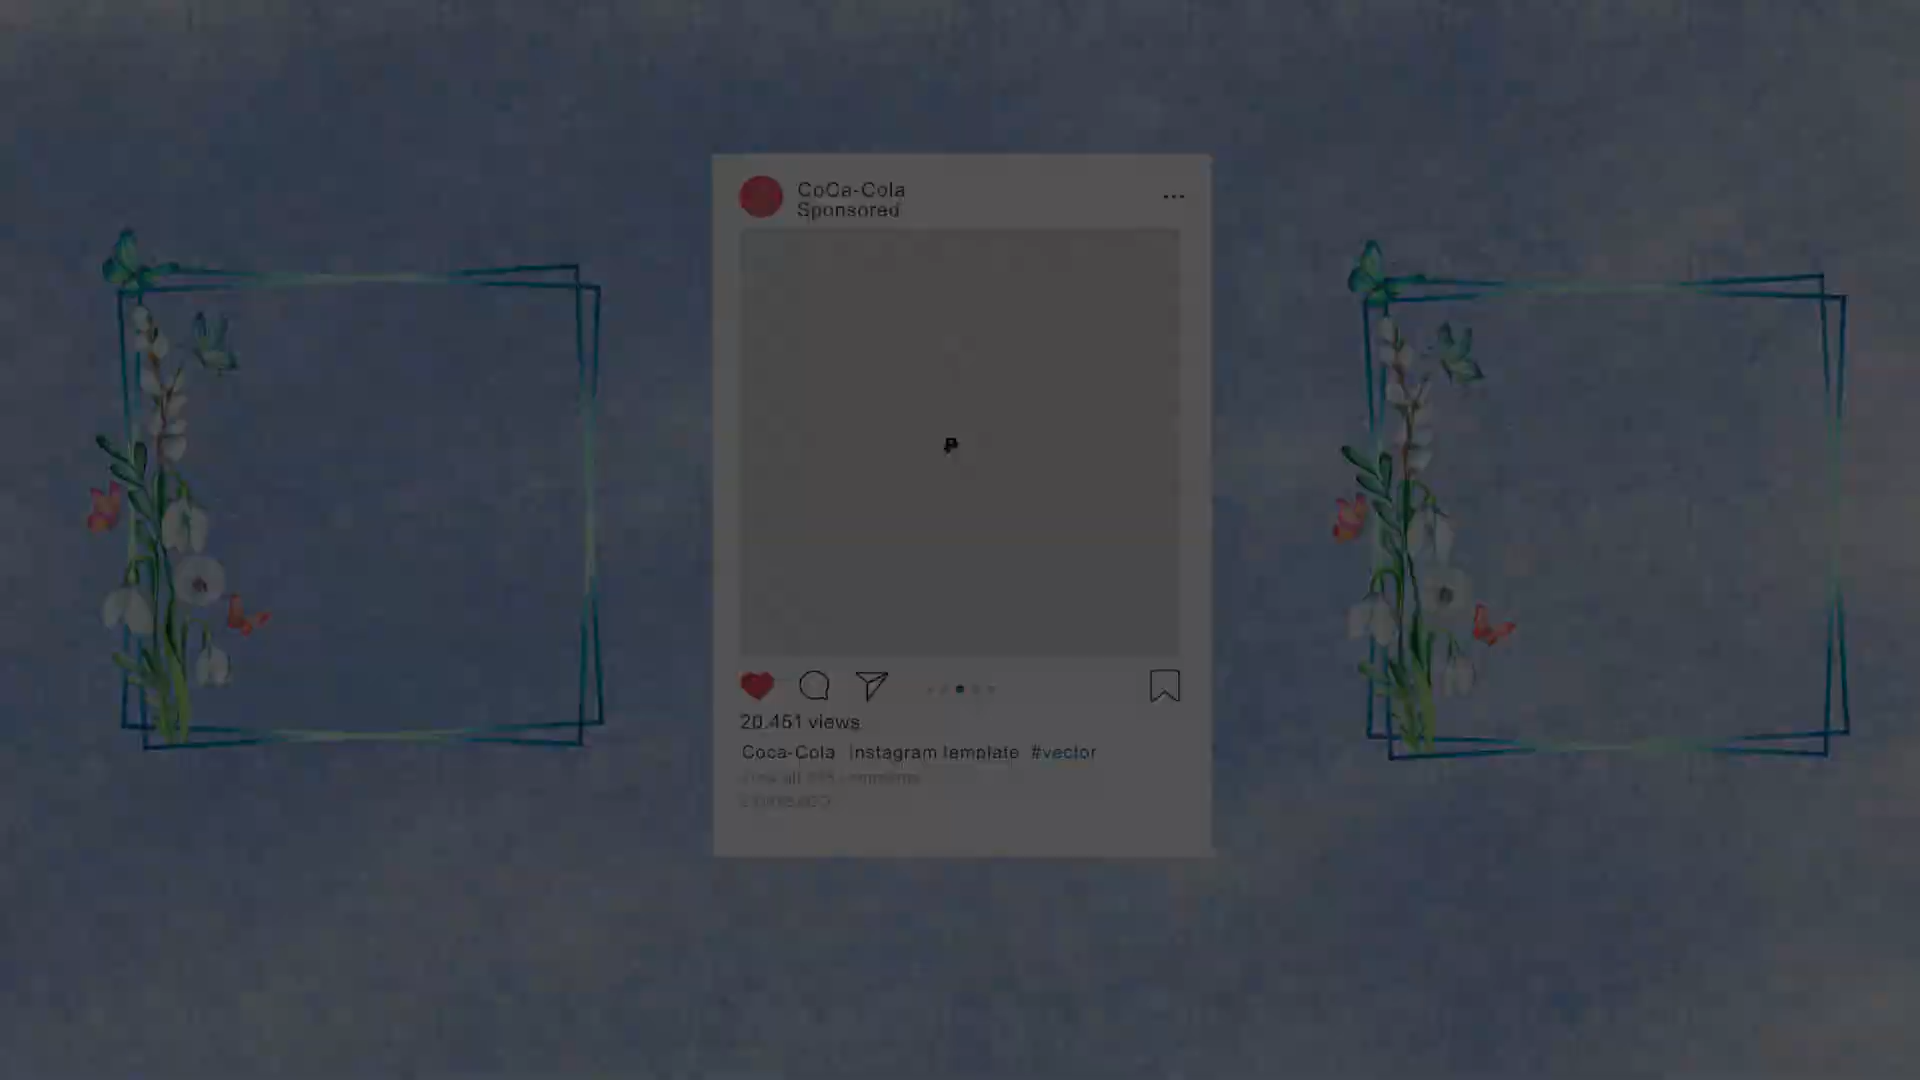 CoCa-Cola
Sponsored
20.451 views
Coca-Cola Instagram template #vector